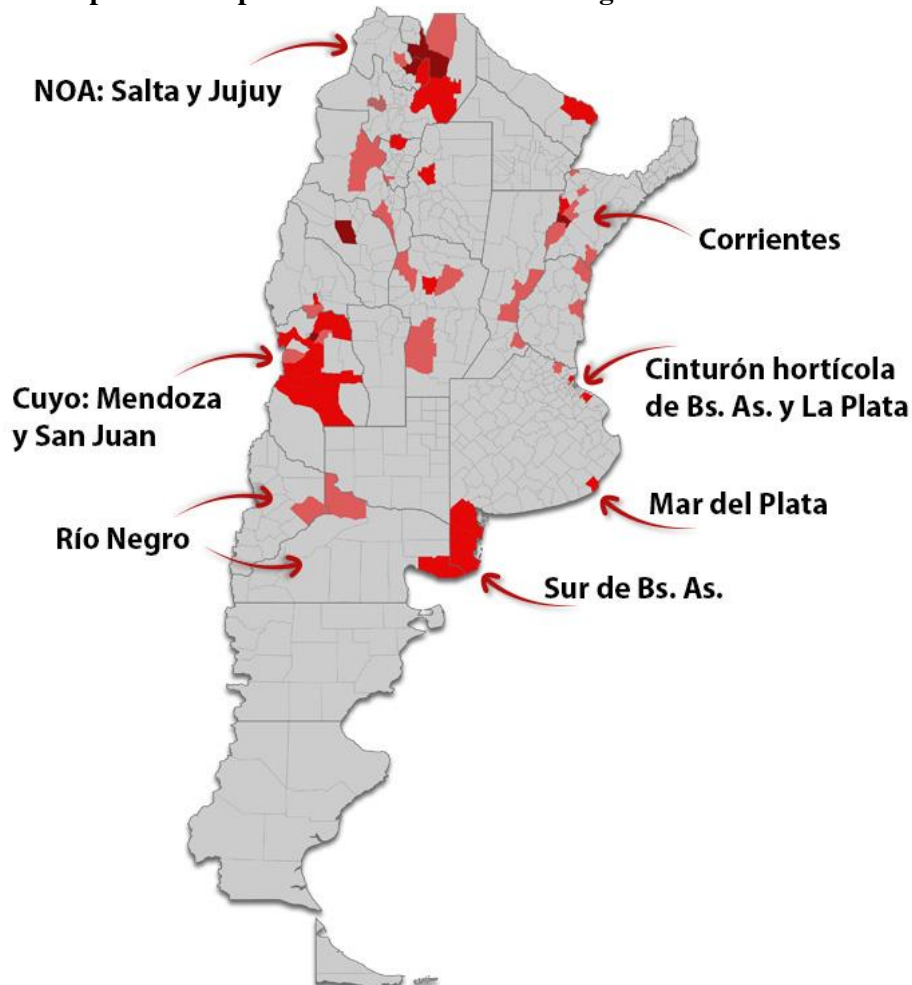 NOA: Salta y Jujuy
Corrientes
Cinturón hortícola
de Bs. As. y La Plata
Cuyo: Mendoza
y San Juan
Mar del Plata
Río Negro
Sur de Bs. As.